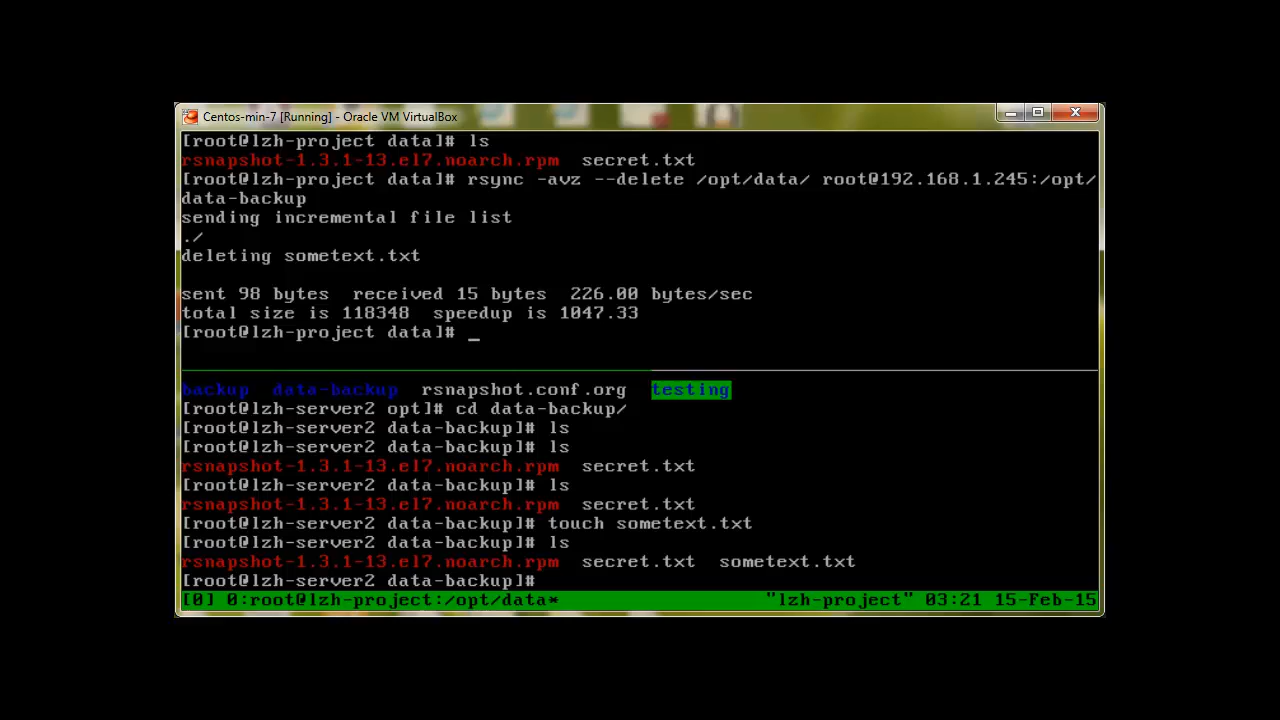 Centos-min-7 [Running] - Oracle VM VirtualBox
[root@lzh-project data]# ls
rsnapshot-1.3.1-13.el7.noarch.rpm  secret.txt
[root@lzh-project data]# rsync -avz --delete /opt/data/ root@192.168.1.245:/opt/
data-backup
sending incremental file list
./
deleting sometext.txt
sent 98 bytes  received 15 bytes  226.00 bytes/sec
total size is 118348  speedup is 1047.33
[root@lzh-project data]# _
backup  data-backup  rsnapshot.conf.org  testing
[root@lzh-server2 opt]# cd data-backup/
[root@lzh-server2 data-backup]# ls
[root@lzh-server2 data-backup]# ls
rsnapshot-1.3.1-13.el7.noarch.rpm  secret.txt
[root@lzh-server2 data-backup]# ls
rsnapshot-1.3.1-13.el7.noarch.rpm  secret.txt
[root@lzh-server2 data-backup]# touch sometext.txt
[root@lzh-server2 data-backup]# ls
rsnapshot-1.3.1-13.el7.noarch.rpm  secret.txt  sometext.txt
[root@lzh-server2 data-backup]#
[0] 0:root@lzh-project:/opt/data*  "lzh-project" 03:21 15-Feb-15